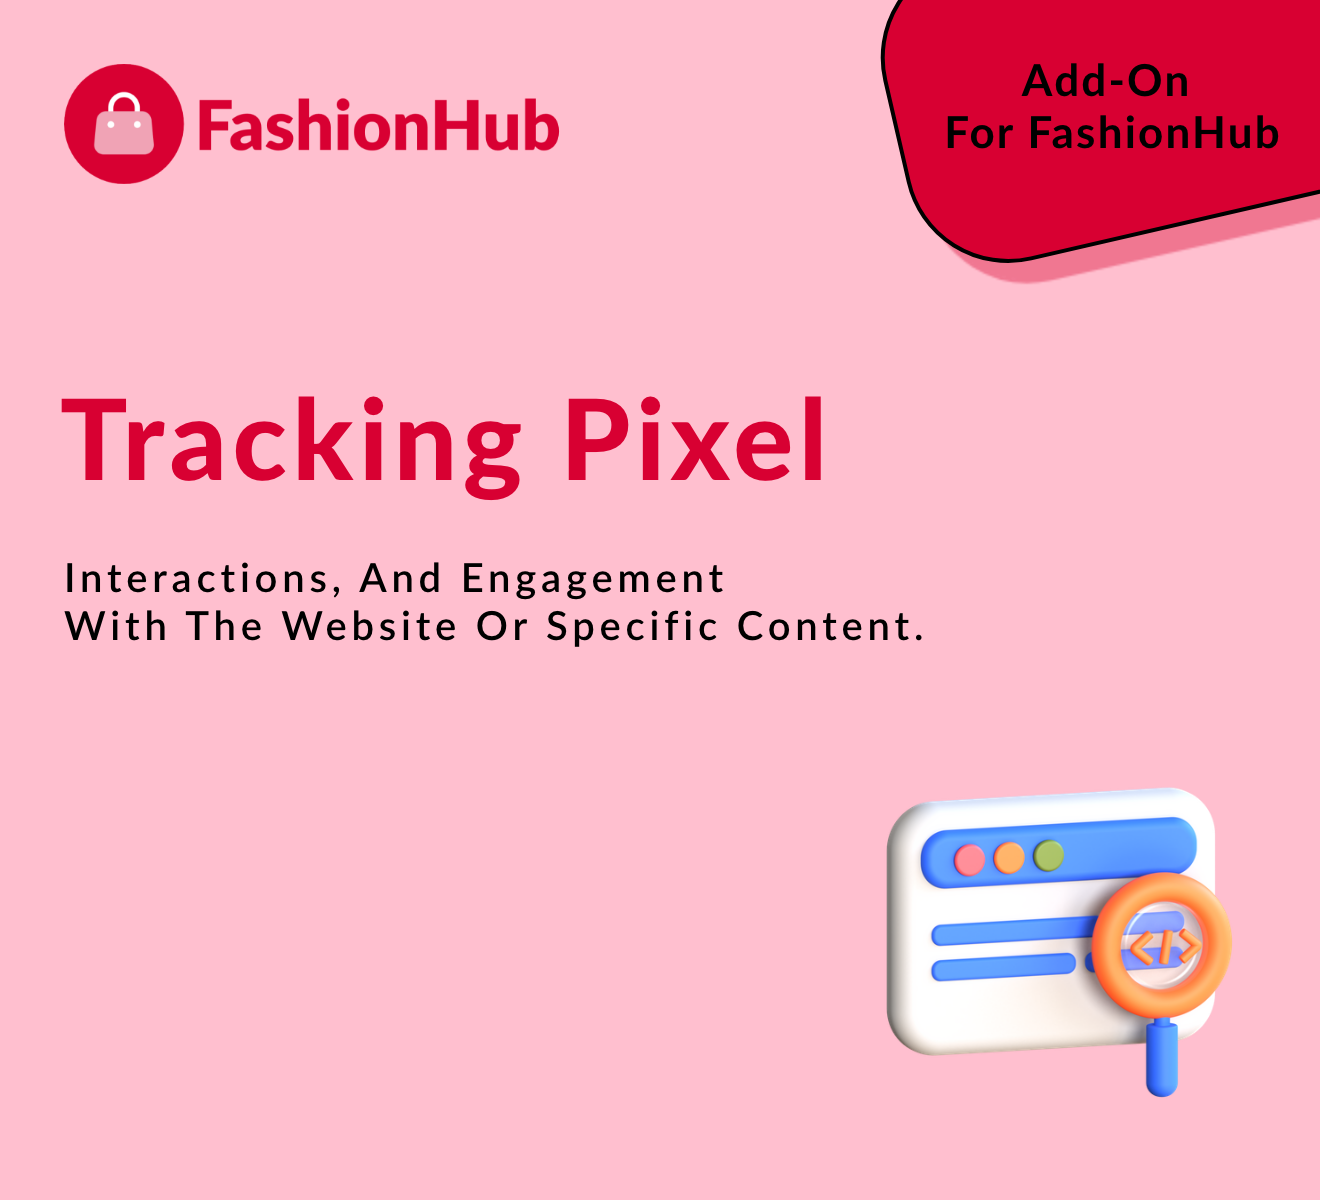 FashionHub
Add-On
For FashionHub
Tracking Pixel
Interactions, And Engagement
With The Website Or Specific Content.
</>